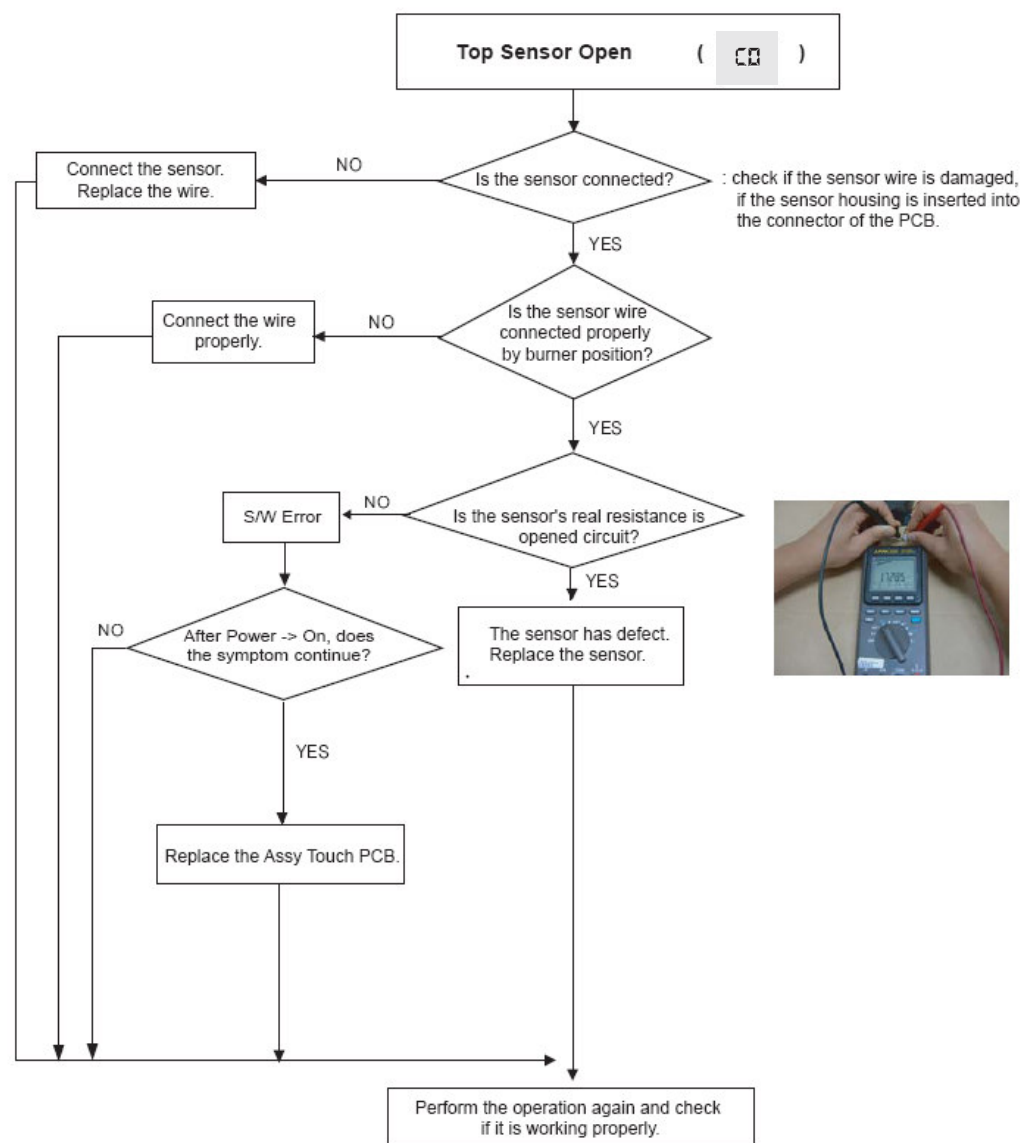 Top Sensor Open ( C0 )
NO
Connect the sensor.
Replace the wire.
Is the sensor connected?
: check if the sensor wire is damaged,
if the sensor housing is inserted into
the connector of the PCB.
YES
Is the sensor wire
connected properly
by burner position?
NO
Connect the wire
properly.
YES
Is the sensor's real resistance is
opened circuit?
NO
S/W Error
YES
The sensor has defect.
Replace the sensor.
.
After Power -> On, does
the symptom continue?
NO
YES
Replace the Assy Touch PCB.
Perform the operation again and check
if it is working properly.